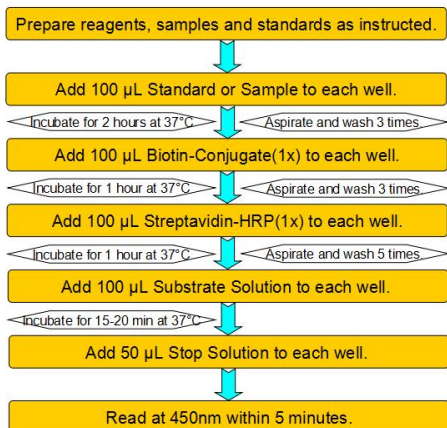 Prepare reagents, samples and standards as instructed.
Add 100 µL Standard or Sample to each well.
Incubate for 2 hours at 37°C
Aspirate and wash 3 times
Add 100 µL Biotin-Conjugate(1x) to each well.
Incubate for 1 hour at 37°C
Aspirate and wash 3 times
Add 100 µL Streptavidin-HRP(1x) to each well.
Incubate for 1 hour at 37°C
Aspirate and wash 5 times
Add 100 µL Substrate Solution to each well.
Incubate for 15-20 min at 37°C
Add 50 µL Stop Solution to each well.
Read at 450nm within 5 minutes.